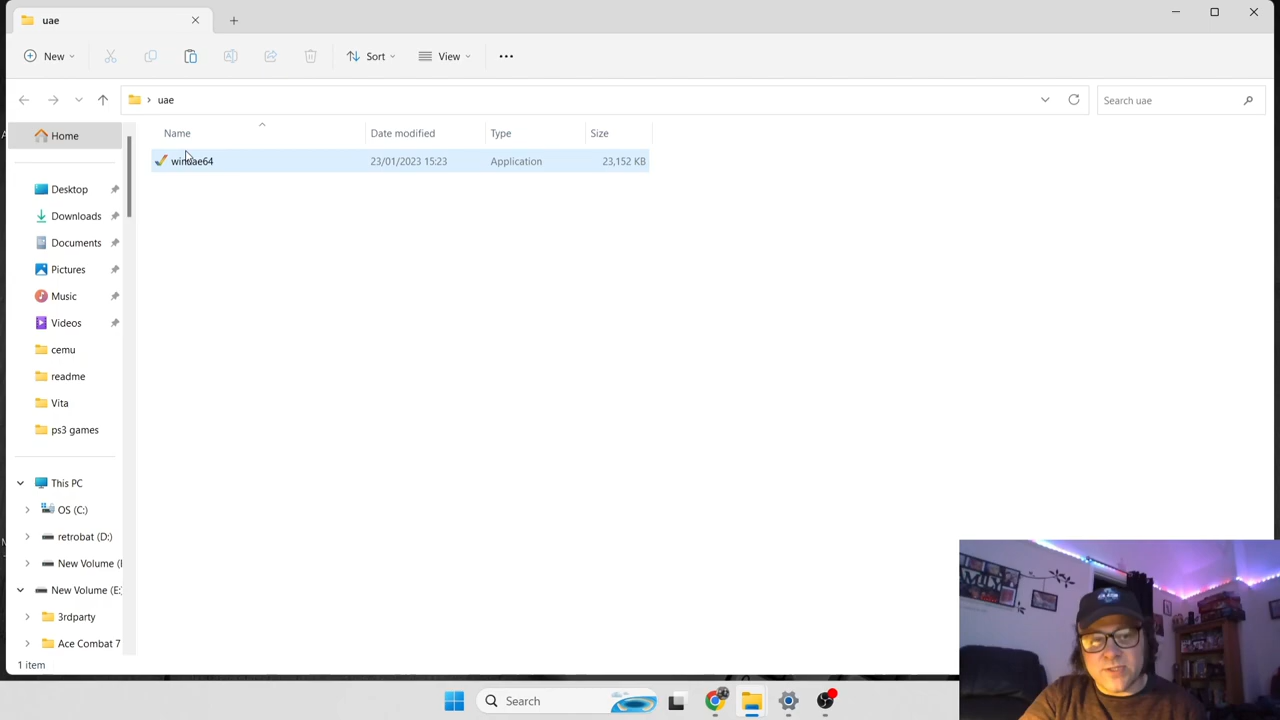 uae
New
Sort
View
uae
Search uae
Home
Name
Date modified
Type
Size
winuae64
23/01/2023 15:23
Application
23,152 KB
Desktop
Downloads
Documents
Pictures
Music
Videos
cemu
readme
Vita
ps3 games
This PC
OS (C:)
retrobat (D:)
New Volume (
New Volume (E:
3rdparty
Ace Combat 7
1 item
Search
FAMILY